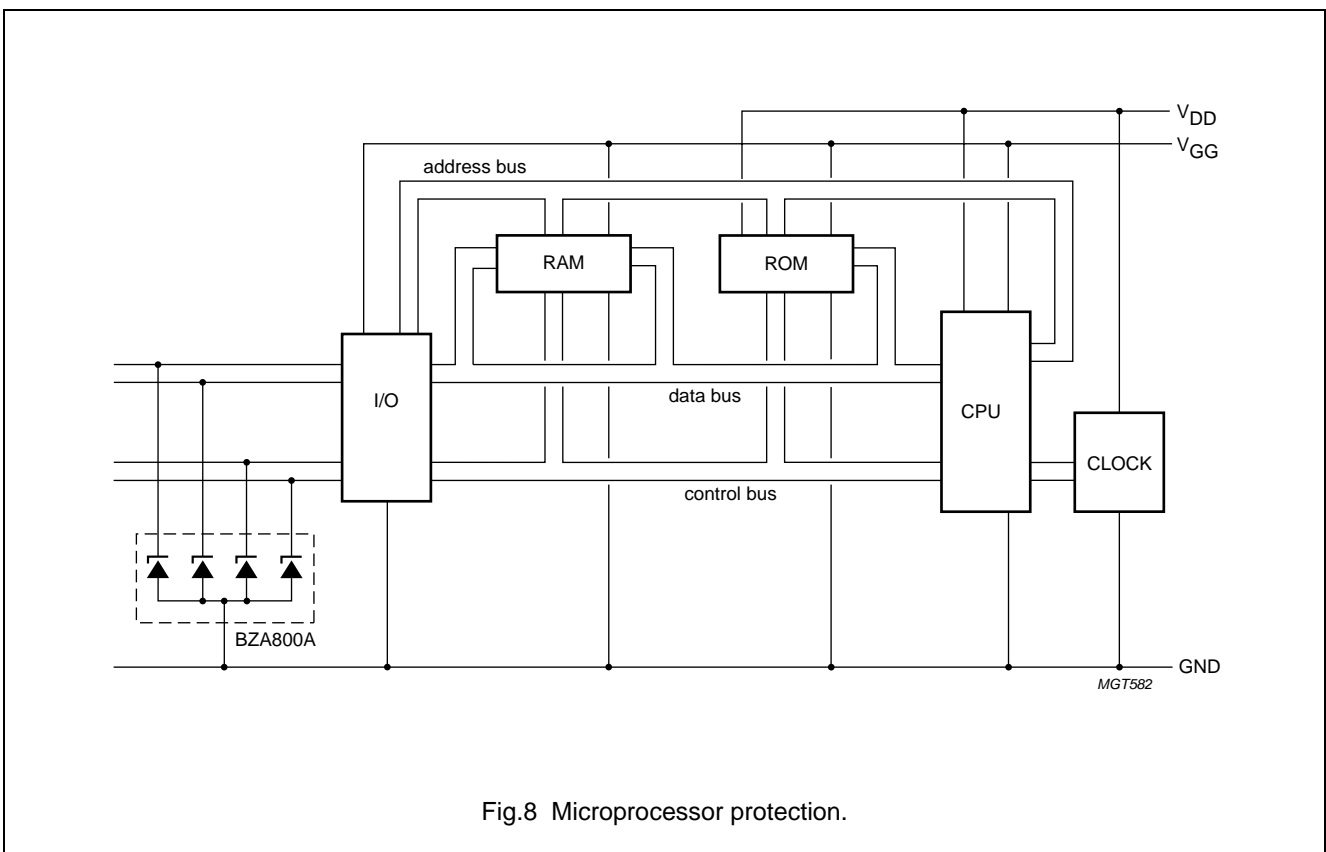 VDD
VGG
address bus
RAM
ROM
I/O
data bus
CPU
CLOCK
control bus
BZA800A
GND
MGT582
Fig.8 Microprocessor protection.